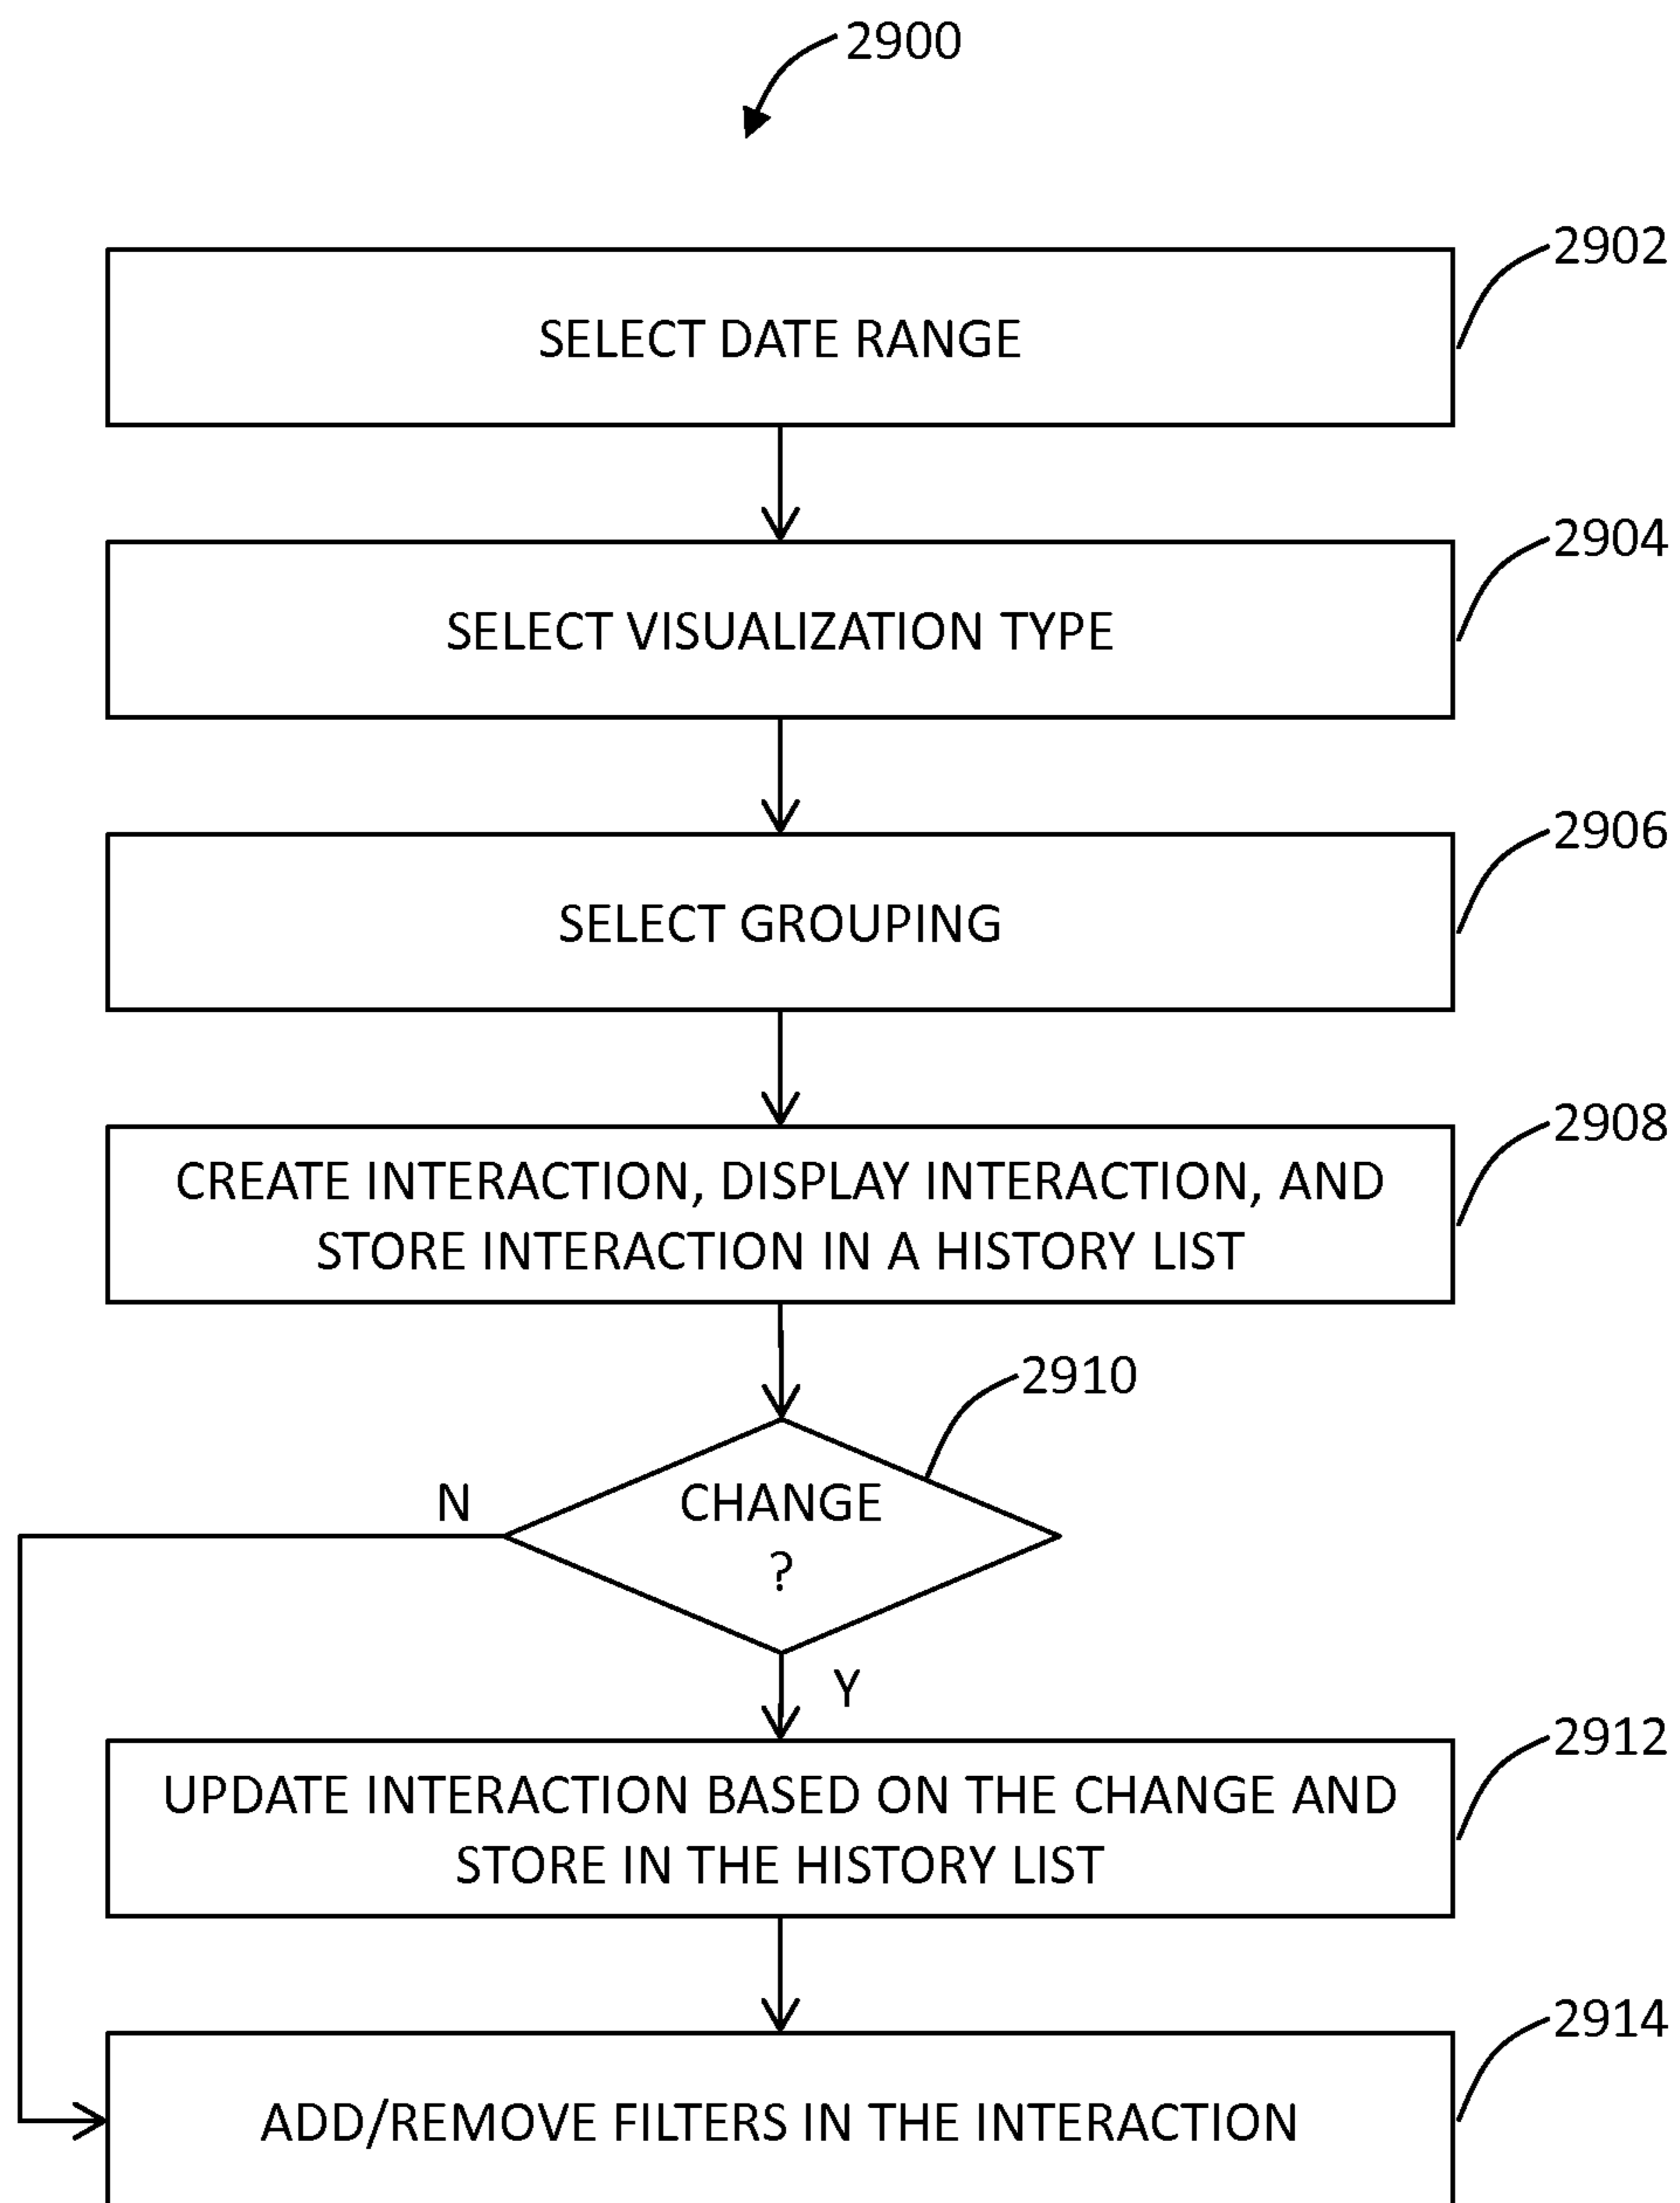 2900
2902
SELECT DATE RANGE
2904
SELECT VISUALIZATION TYPE
2906
SELECT GROUPING
2908
CREATE INTERACTION, DISPLAY INTERACTION, AND
STORE INTERACTION IN A HISTORY LIST
2910
N
CHANGE
?
Y
2912
UPDATE INTERACTION BASED ON THE CHANGE AND
STORE IN THE HISTORY LIST
2914
ADD/REMOVE FILTERS IN THE INTERACTION